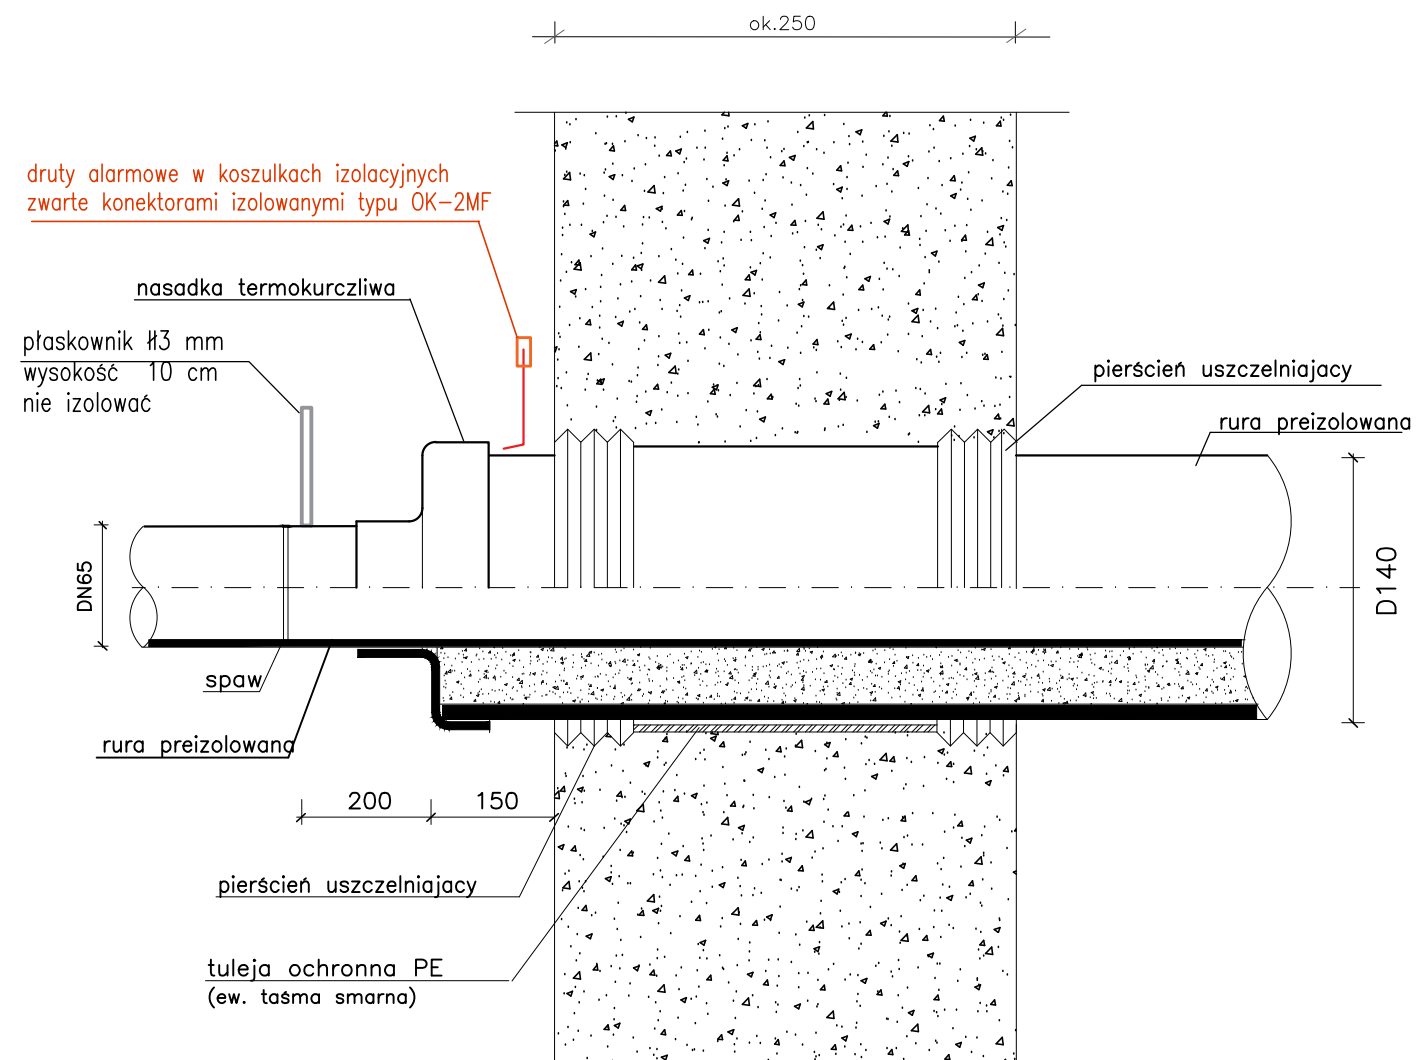 ok.250
druty alarmowe w koszulkach izolacyjnych
zwarte konektorami izolowanymi typu OK-2MF
nasadka termokurczliwa
płaskownik ł3 mm
wysokość 10 cm
nie izolować
pierścień uszczelniajacy
rura preizolowana
DN65
D140
spaw
rura preizolowana
200
150
pierścień uszczelniajacy
tuleja ochronna PE
(ew. taśma smarna)